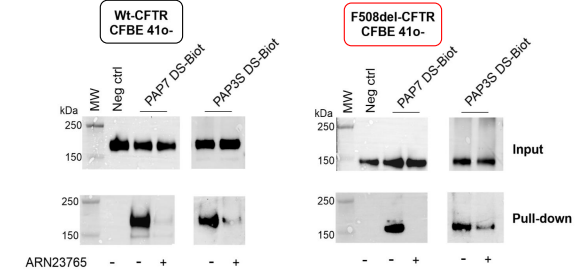 Wt-CFTR
CFBE 41o-
F508del-CFTR
CFBE 41o-
kDa
MW
Neg ctrl
PAP7 DS-Biot
PAP3S DS-Biot
kDa
MW
Neg ctrl
PAP7 DS-Biot
PAP3S DS-Biot
250
150
250
150
Input
250
150
250
150
Pull-down
ARN23765 - - + - + - - + - +